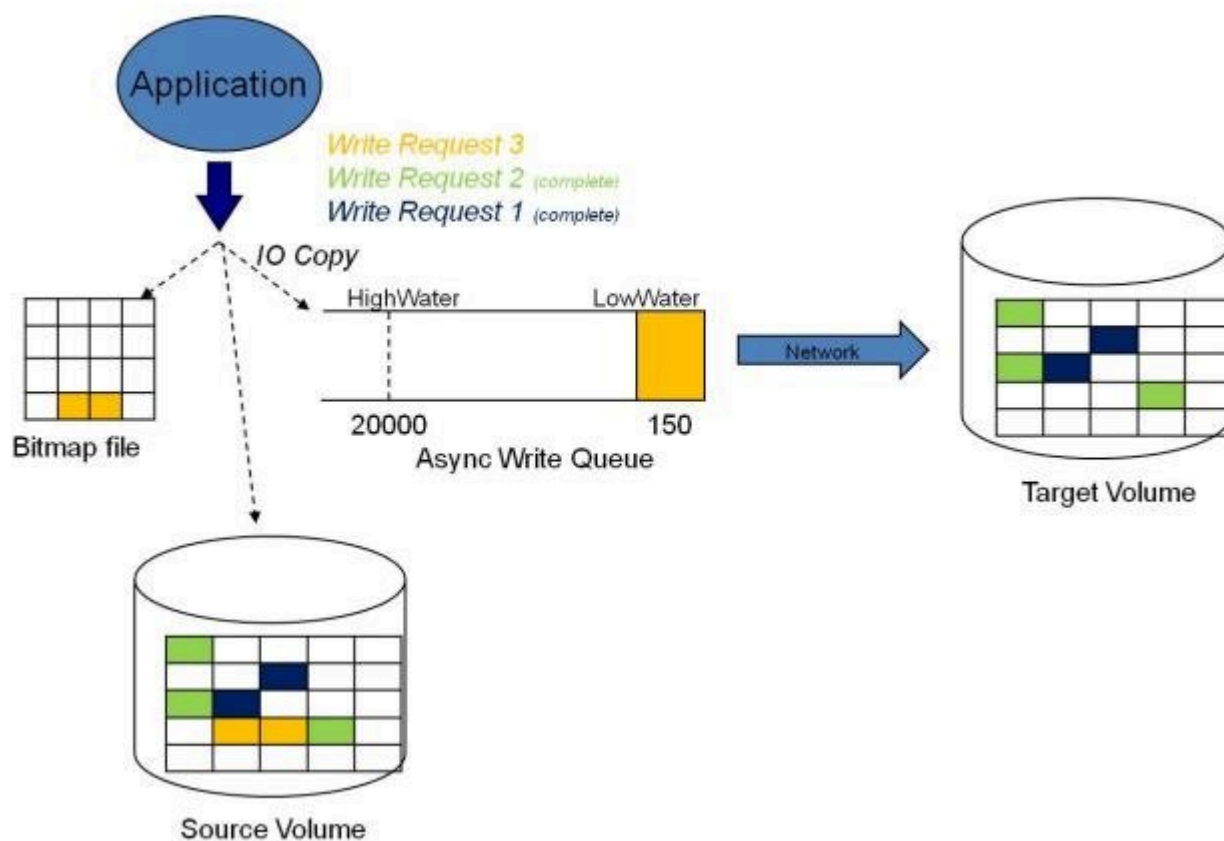 Application
Write Request 3
Write Request 2 (complete)
Write Request 1 (complete)
IO Copy
HighWater
LowWater
Network
20000
150
Bitmap file
Async Write Queue
Target Volume
Source Volume